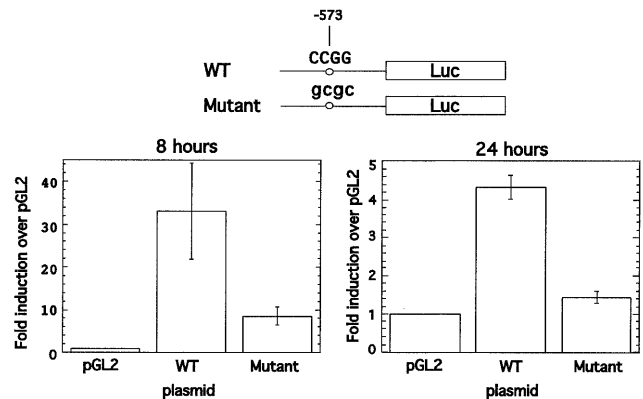 -573
CCGG
WT
Luc
gcgc
Mutant
Luc
8 hours
24 hours
Fold induction over pGL2
40
30
20
10
0
pGL2
WT
Mutant
plasmid
Fold induction over pGL2
5
4
3
2
1
0
pGL2
WT
Mutant
plasmid